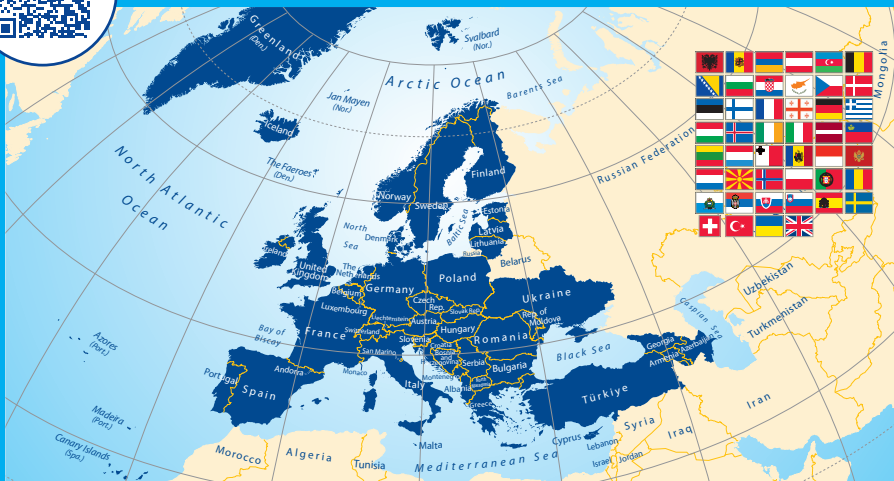 Greenland
(Den.)
Svalbard
(Nor.)
Arctic Ocean
Barents Sea
Mongolia
Jan Mayen
(Nor.)
Iceland
Russian Federation
North Atlantic
Ocean
The Faeroes
(Den.)
Finland
Norway
Sweden
Estonia
North
Sea
Baltic Sea
Latvia
Denmark
Lithuania
Russia
Ireland
United
Kingdom
The
Netherlands
Belarus
Poland
Uzbekistan
Germany
Belgium
Ukraine
Luxembourg
Czech
Rep.
Slovak Rep.
Caspian Sea
Turkmenistan
Liechtenstein
Austria
Rep. of
Moldova
Bay of
Biscay
France
Switzerland
Hungary
Slovenia
Romania
Azores
(Port.)
San Marino
Croatia
Bosnia
and
Herzegovina
Serbia
Black Sea
Georgia
Armenia
Azerbaijan
Andorra
Monaco
Montenegro
Bulgaria
Portugal
Spain
Italy
Albania
Türkiye
Iran
Greece
Madeira
(Port.)
Canary Islands
(Spa.)
Morocco
Algeria
Tunisia
Malta
Mediterranean Sea
Cyprus
Syria
Lebanon
Iraq
Israel
Jordan